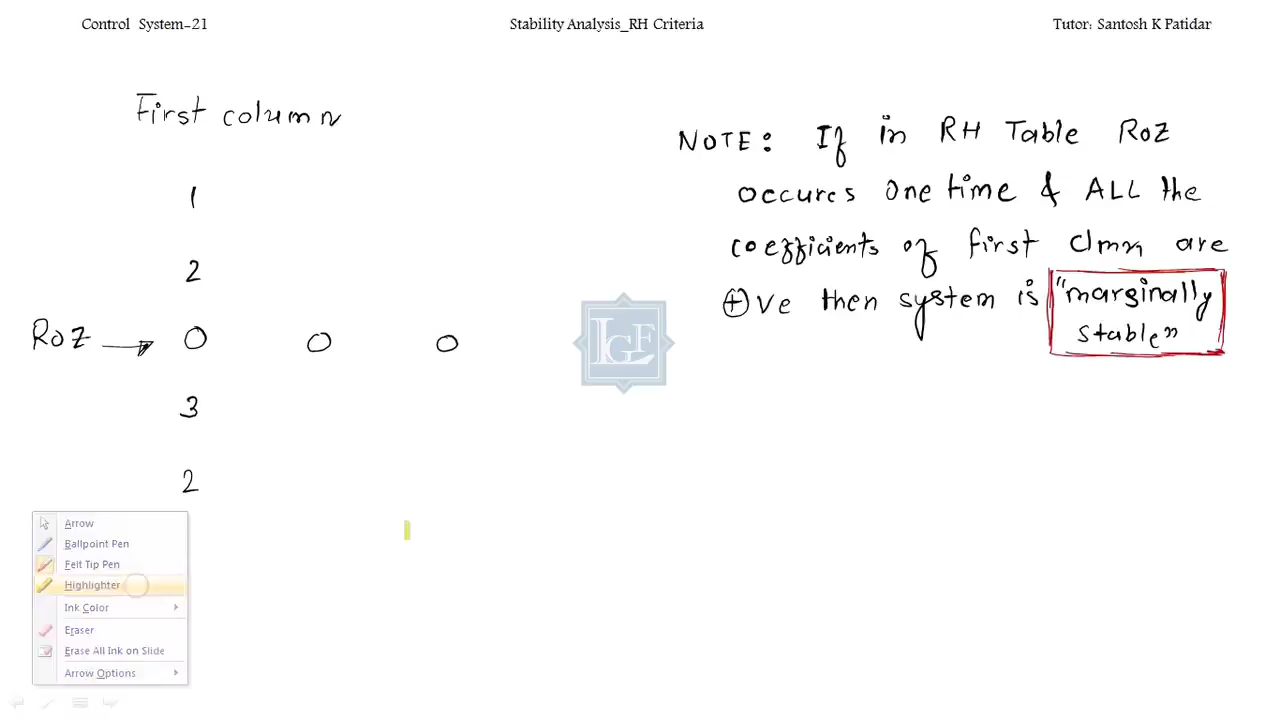 Control System-21 Stability Analysis_RH Criteria Tutor: Santosh K Patidar
First column
1
2
ROZ → 0 0 0
3
2
NOTE: If in RH Table ROZ
occures one time & ALL the
coefficients of first clmn are
⊕ve then system is "marginally
stable"
LGF
Arrow
Ballpoint Pen
Felt Tip Pen
Highlighter
Ink Color
Eraser
Erase All Ink on Slide
Arrow Options